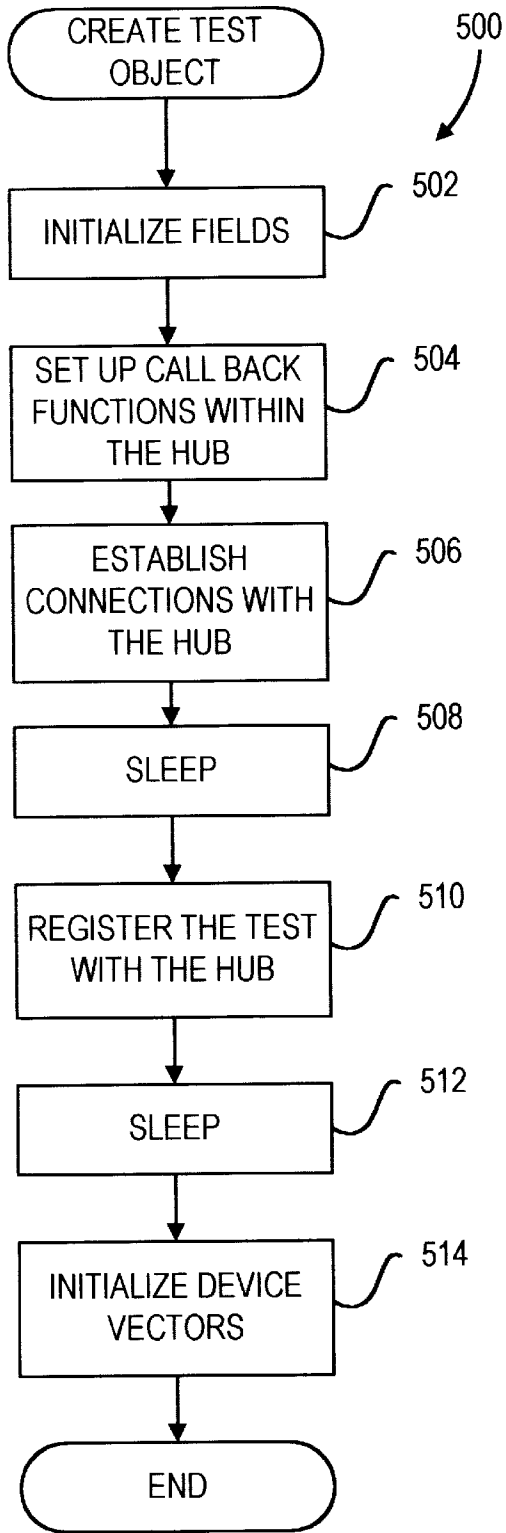 CREATE TEST
OBJECT
500
502
INITIALIZE FIELDS
504
SET UP CALL BACK
FUNCTIONS WITHIN
THE HUB
506
ESTABLISH
CONNECTIONS WITH
THE HUB
508
SLEEP
510
REGISTER THE TEST
WITH THE HUB
512
SLEEP
514
INITIALIZE DEVICE
VECTORS
END